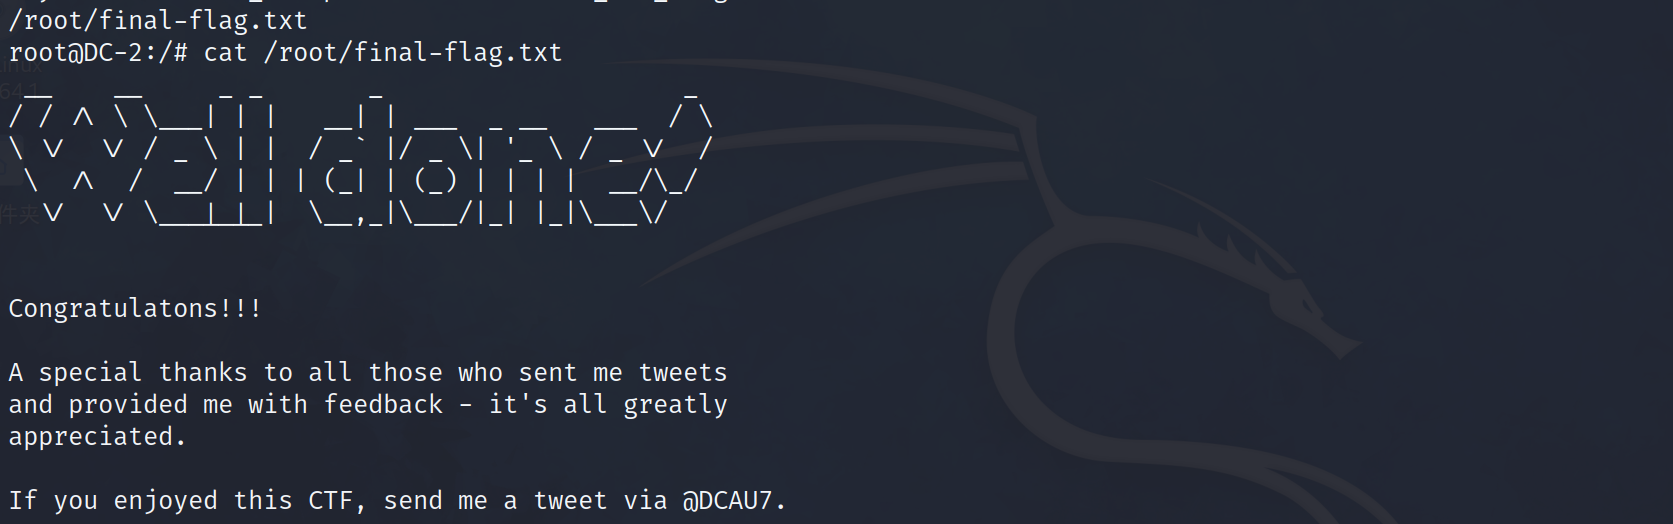 /root/final-flag.txt
root@DC-2:/# cat /root/final-flag.txt
Well done!
Congratulatons!!!
A special thanks to all those who sent me tweets
and provided me with feedback - it's all greatly
appreciated.
If you enjoyed this CTF, send me a tweet via @DCAU7.